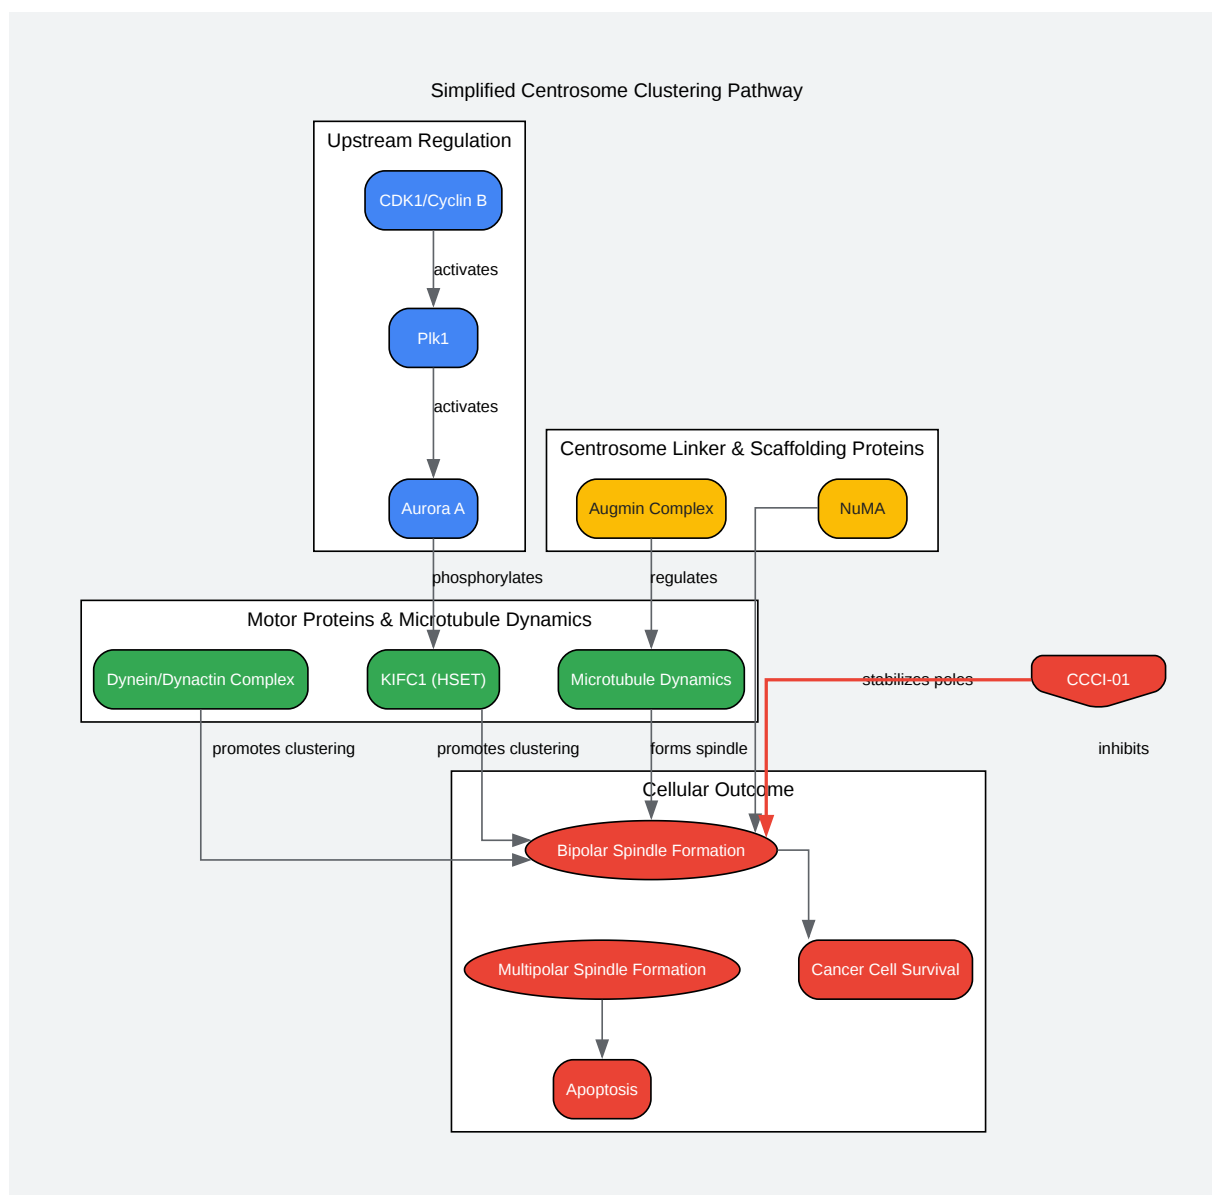 Simplified Centrosome Clustering Pathway
Upstream Regulation
CDK1/Cyclin B
activates
Plk1
activates
Aurora A
Centrosome Linker & Scaffolding Proteins
Augmin Complex
NuMA
phosphorylates
regulates
Motor Proteins & Microtubule Dynamics
Dynein/Dynactin Complex
KIFC1 (HSET)
Microtubule Dynamics
stabilizes poles
CCCI-01
promotes clustering
promotes clustering
forms spindle
inhibits
Cellular Outcome
Bipolar Spindle Formation
Multipolar Spindle Formation
Cancer Cell Survival
Apoptosis